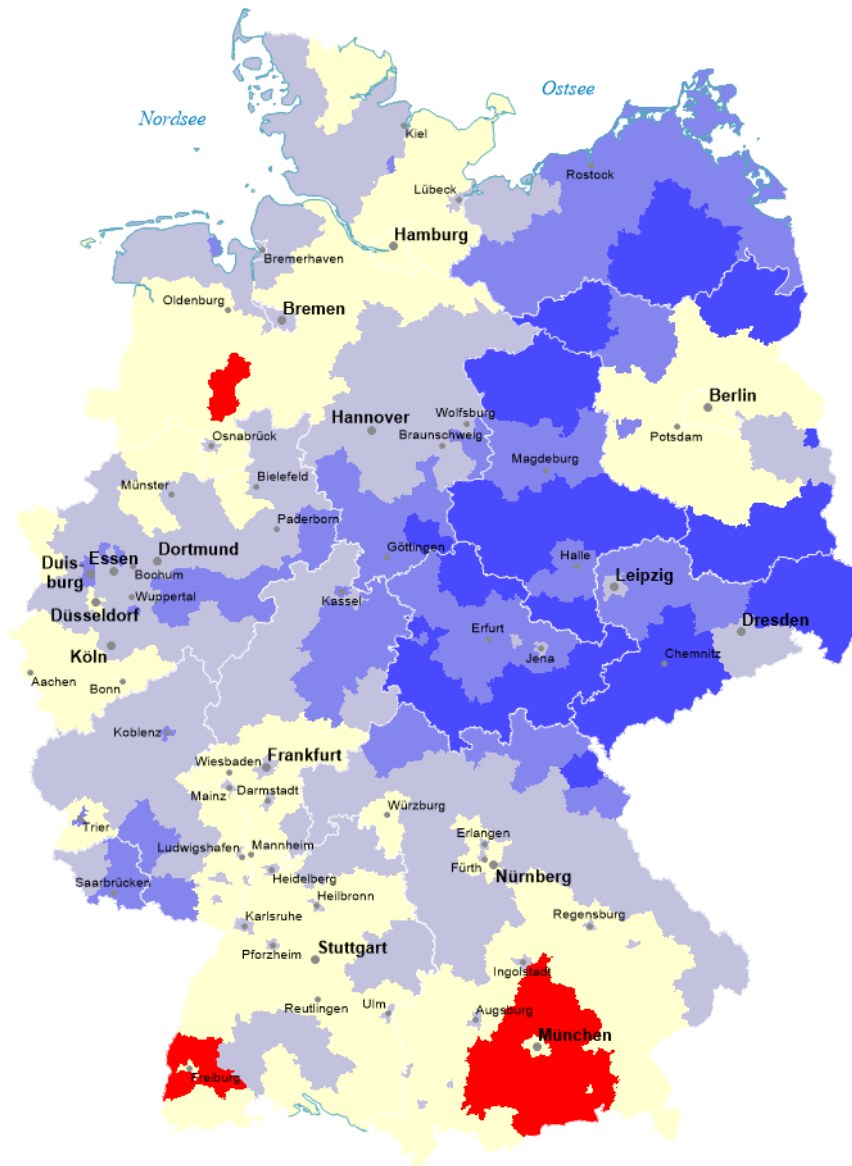 Ostsee
Nordsee
Kiel
Rostock
Lübeck
Hamburg
Bremerhaven
Oldenburg
Bremen
Berlin
Wolfsburg
Hannover
Potsdam
Braunschweig
Osnabrück
Magdeburg
Bielefeld
Münster
Paderborn
Dortmund
Göttingen
Essen
Halle
Duis-
burg
Bochum
Leipzig
Wuppertal
Kassel
Düsseldorf
Dresden
Erfurt
Köln
Jena
Chemnitz
Aachen
Bonn
Koblenz
Frankfurt
Wiesbaden
Darmstadt
Mainz
Würzburg
Trier
Erlangen
Ludwigshafen
Mannheim
Fürth
Nürnberg
Heidelberg
Saarbrücken
Heilbronn
Regensburg
Karlsruhe
Stuttgart
Pforzheim
Ingolstadt
Reutlingen
Ulm
Augsburg
München
Freiburg